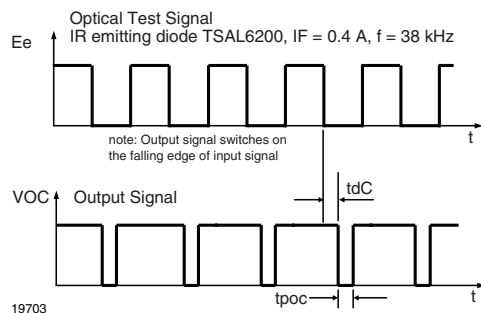 Optical Test Signal
IR emitting diode TSAL6200, IF = 0.4 A, f = 38 kHz
Ee
t
note: Output signal switches on
the falling edge of input signal
tdC
VOC
Output Signal
t
tpoc
19703